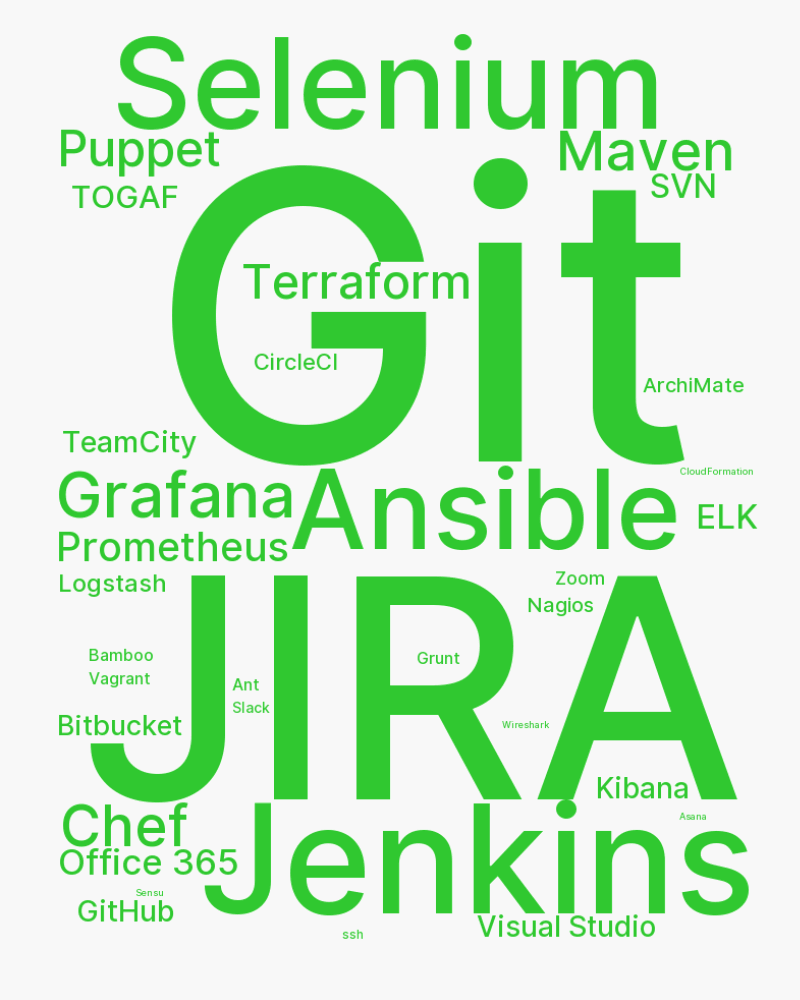 Selenium
Puppet
Maven
TOGAF
SVN
Git
Terraform
CircleCI
ArchiMate
TeamCity
CloudFormation
Grafana
Ansible
ELK
Prometheus
Logstash
Zoom
Nagios
JIRA
Bamboo
Grunt
Vagrant
Ant
Slack
Bitbucket
Wireshark
Kibana
Chef
Asana
Jenkins
Office 365
Sensu
GitHub
Visual Studio
ssh